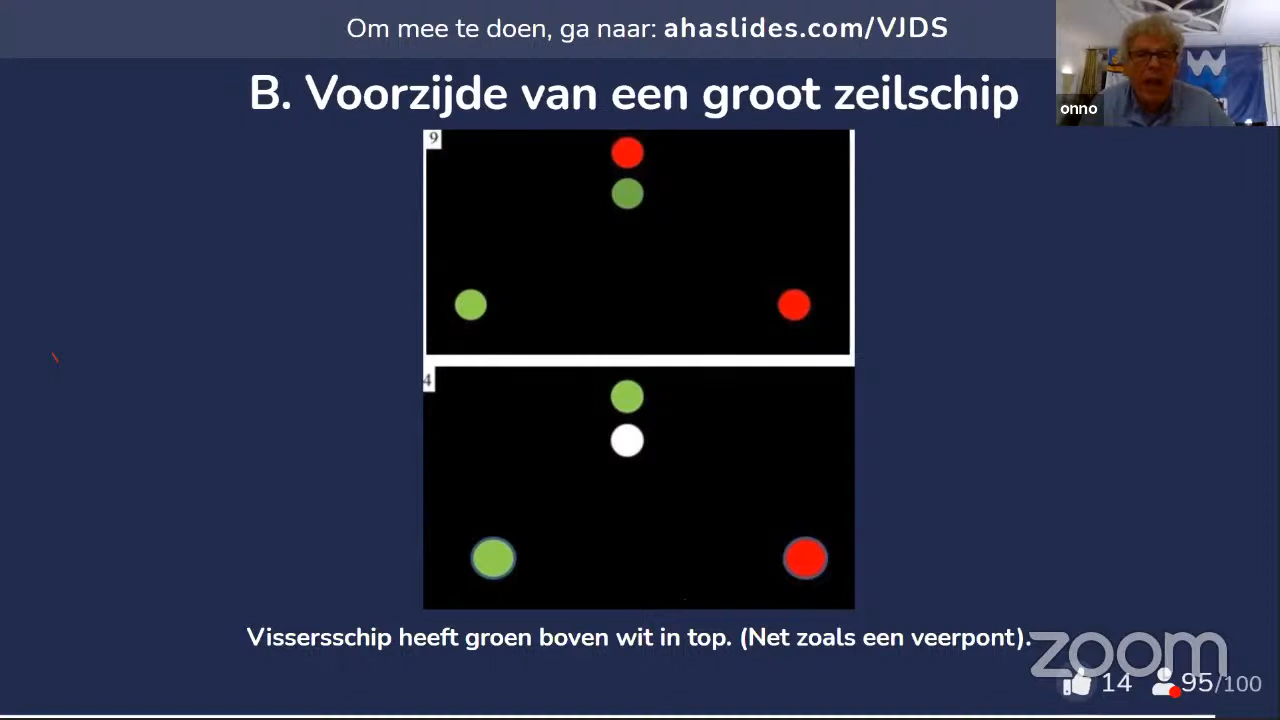 Om mee te doen, ga naar: ahaslides.com/VJDS
B. Voorzijde van een groot zeilschip
onno
9
4
Vissersschip heeft groen boven wit in top. (Net zoals een veerpont).
zoom
14
95/100